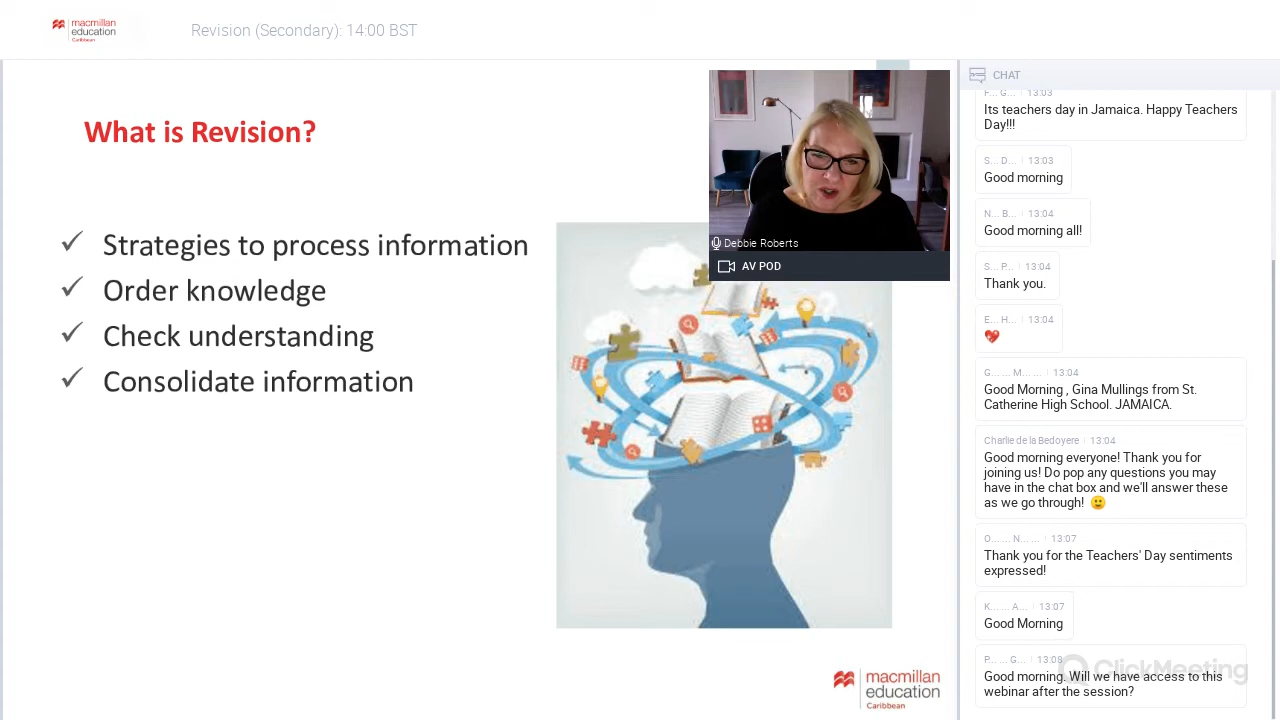 macmillan
education
Caribbean
Revision (Secondary): 14:00 BST
What is Revision?
Strategies to process information
Order knowledge
Check understanding
Consolidate information
Debbie Roberts
AV POD
macmillan
education
Caribbean
CHAT
F... G... 13:03
Its teachers day in Jamaica. Happy Teachers
Day!!!
S... D... 13:03
Good morning
N... B... 13:04
Good morning all!
S... P... 13:04
Thank you.
E... H... 13:04
G... ... M... ... 13:04
Good Morning , Gina Mullings from St.
Catherine High School. JAMAICA.
Charlie de la Bedoyere 13:04
Good morning everyone! Thank you for
joining us! Do pop any questions you may
have in the chat box and we'll answer these
as we go through! 🙂
O... ... N... ... 13:07
Thank you for the Teachers' Day sentiments
expressed!
K... ... A... 13:07
Good Morning
P... ... G... 13:08
Good morning. Will we have access to this
webinar after the session?
ClickMeeting